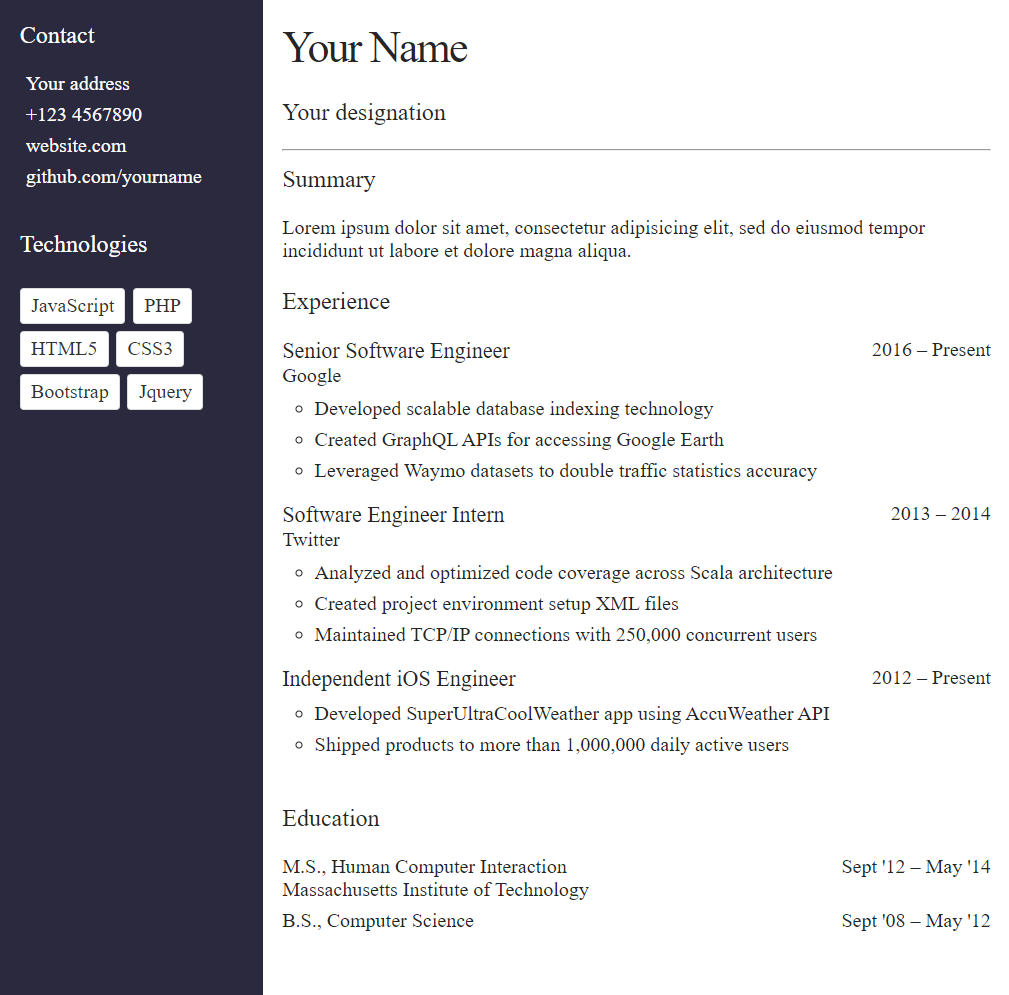 Contact
Your address
+123 4567890
website.com
github.com/yourname
Technologies
JavaScript PHP
HTML5 CSS3
Bootstrap Jquery
Your Name
Your designation
Summary
Lorem ipsum dolor sit amet, consectetur adipisicing elit, sed do eiusmod tempor
incididunt ut labore et dolore magna aliqua.
Experience
Senior Software Engineer 2016 – Present
Google
Developed scalable database indexing technology
Created GraphQL APIs for accessing Google Earth
Leveraged Waymo datasets to double traffic statistics accuracy
Software Engineer Intern 2013 – 2014
Twitter
Analyzed and optimized code coverage across Scala architecture
Created project environment setup XML files
Maintained TCP/IP connections with 250,000 concurrent users
Independent iOS Engineer 2012 – Present
Developed SuperUltraCoolWeather app using AccuWeather API
Shipped products to more than 1,000,000 daily active users
Education
M.S., Human Computer Interaction Sept '12 – May '14
Massachusetts Institute of Technology
B.S., Computer Science Sept '08 – May '12